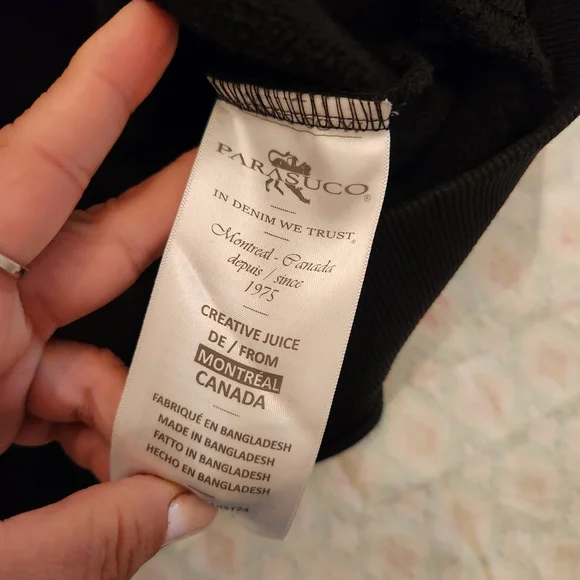 PARASUCO®
IN DENIM WE TRUST®
Montreal - Canada
depuis / since
1975
CREATIVE JUICE
DE / FROM
MONTRÉAL
CANADA
FABRIQUÉ EN BANGLADESH
MADE IN BANGLADESH
FATTO IN BANGLADESH
HECHO EN BANGLADESH